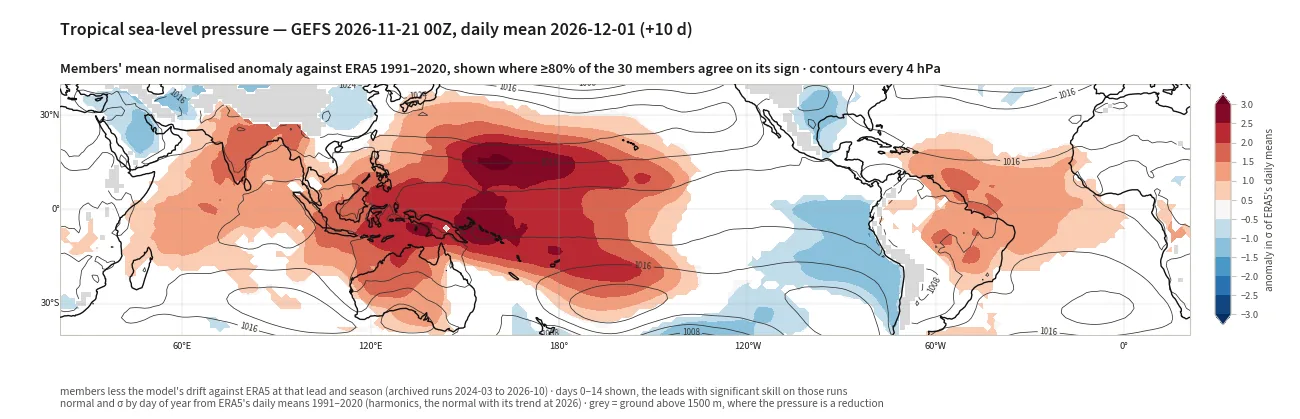 Tropical sea-level pressure — GEFS 2026-11-21 00Z, daily mean 2026-12-01 (+10 d)
Members' mean normalised anomaly against ERA5 1991–2020, shown where ≥80% of the 30 members agree on its sign · contours every 4 hPa
1016
1024
1024
1016
1016
1016
1016
1016
1008
1008
1008
1016
30°N
0°
30°S
60°E
120°E
180°
120°W
60°W
0°
3.0
2.5
2.0
1.5
1.0
0.5
−0.5
−1.0
−1.5
−2.0
−2.5
−3.0
anomaly in σ of ERA5's daily means
members less the model's drift against ERA5 at that lead and season (archived runs 2024-03 to 2026-10) · days 0–14 shown, the leads with significant skill on those runs
normal and σ by day of year from ERA5's daily means 1991–2020 (harmonics, the normal with its trend at 2026) · grey = ground above 1500 m, where the pressure is a reduction